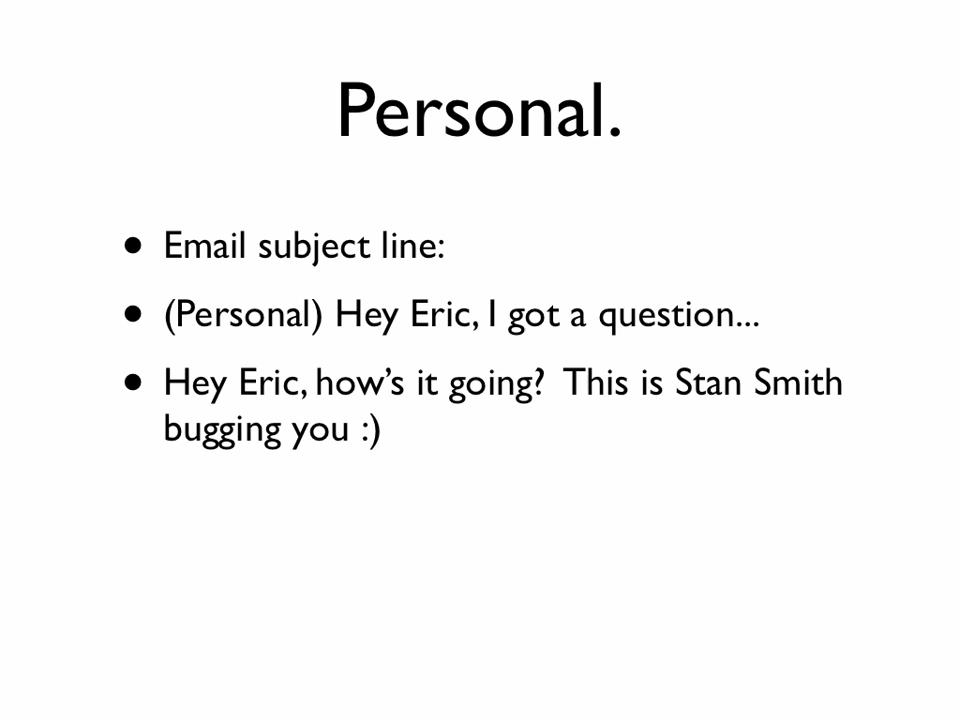 Personal.
• Email subject line:
• (Personal) Hey Eric, I got a question...
• Hey Eric, how’s it going?  This is Stan Smith
bugging you :)